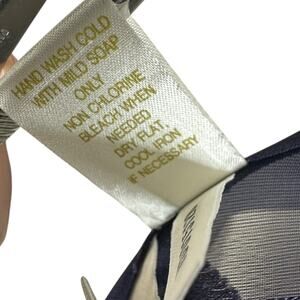 HAND WASH COLD
WITH MILD SOAP
ONLY
NON CHLORINE
BLEACH WHEN
NEEDED
DRY FLAT
COOL IRON
IF NECESSARY